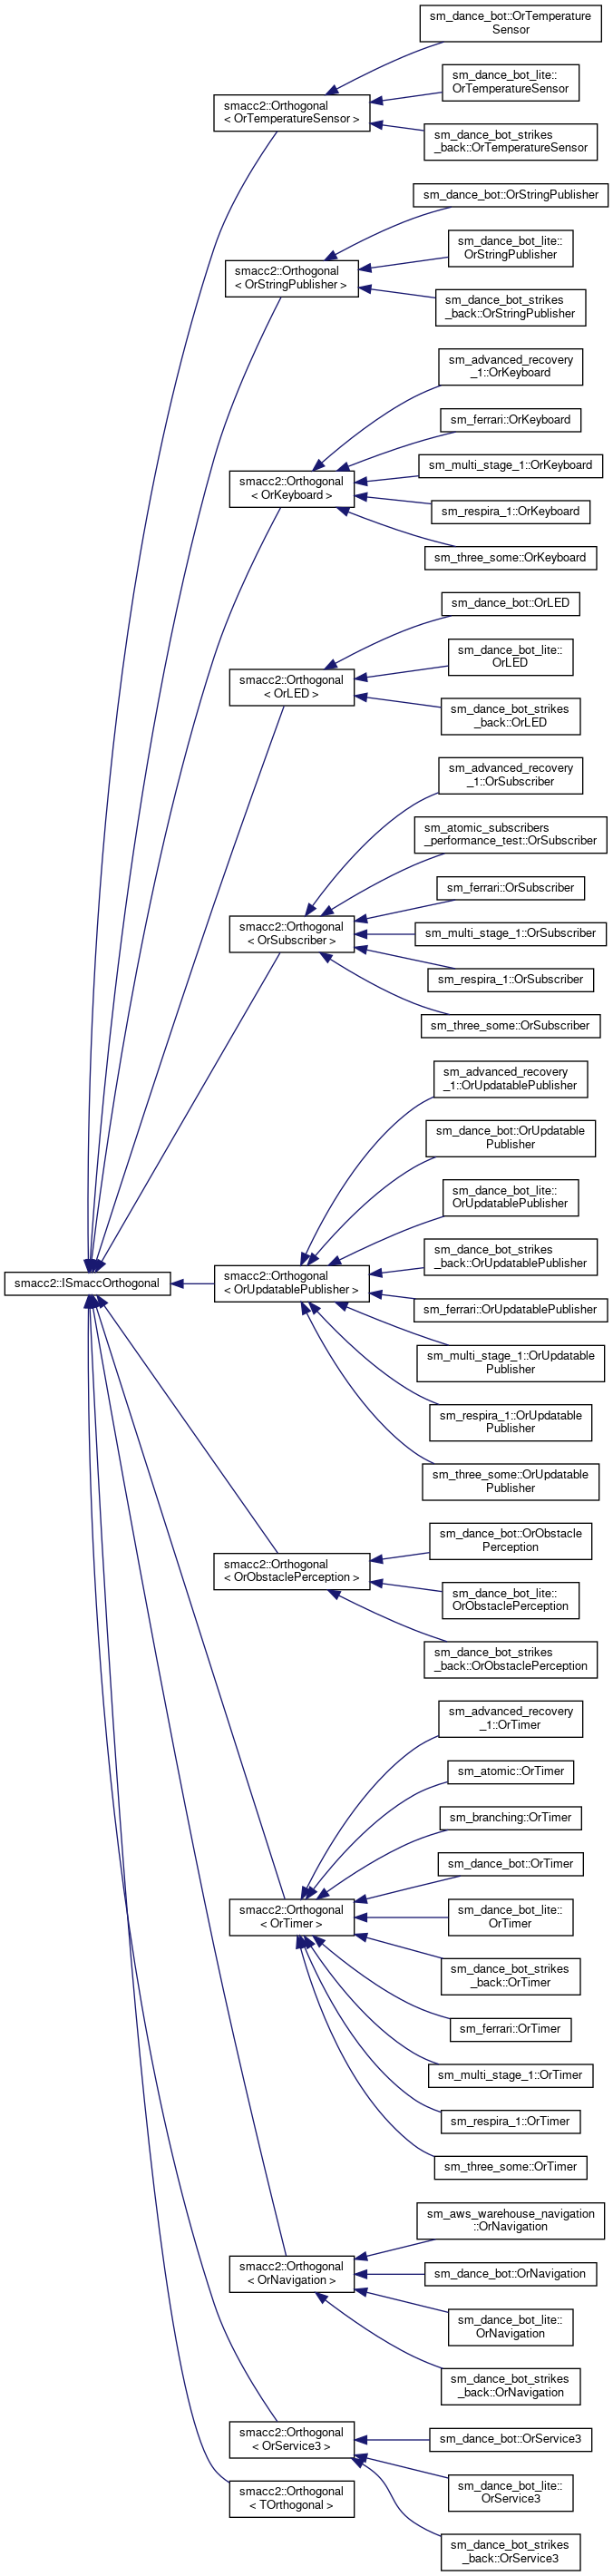 sm_dance_bot::OrTemperature
Sensor
sm_dance_bot_lite::
OrTemperatureSensor
smacc2::Orthogonal
< OrTemperatureSensor >
sm_dance_bot_strikes
_back::OrTemperatureSensor
sm_dance_bot::OrStringPublisher
sm_dance_bot_lite::
OrStringPublisher
smacc2::Orthogonal
< OrStringPublisher >
sm_dance_bot_strikes
_back::OrStringPublisher
sm_advanced_recovery
_1::OrKeyboard
sm_ferrari::OrKeyboard
sm_multi_stage_1::OrKeyboard
smacc2::Orthogonal
< OrKeyboard >
sm_respira_1::OrKeyboard
sm_three_some::OrKeyboard
sm_dance_bot::OrLED
sm_dance_bot_lite::
OrLED
smacc2::Orthogonal
< OrLED >
sm_dance_bot_strikes
_back::OrLED
sm_advanced_recovery
_1::OrSubscriber
sm_atomic_subscribers
_performance_test::OrSubscriber
sm_ferrari::OrSubscriber
smacc2::Orthogonal
< OrSubscriber >
sm_multi_stage_1::OrSubscriber
sm_respira_1::OrSubscriber
sm_three_some::OrSubscriber
sm_advanced_recovery
_1::OrUpdatablePublisher
sm_dance_bot::OrUpdatable
Publisher
sm_dance_bot_lite::
OrUpdatablePublisher
sm_dance_bot_strikes
_back::OrUpdatablePublisher
smacc2::ISmaccOrthogonal
smacc2::Orthogonal
< OrUpdatablePublisher >
sm_ferrari::OrUpdatablePublisher
sm_multi_stage_1::OrUpdatable
Publisher
sm_respira_1::OrUpdatable
Publisher
sm_three_some::OrUpdatable
Publisher
sm_dance_bot::OrObstacle
Perception
smacc2::Orthogonal
< OrObstaclePerception >
sm_dance_bot_lite::
OrObstaclePerception
sm_dance_bot_strikes
_back::OrObstaclePerception
sm_advanced_recovery
_1::OrTimer
sm_atomic::OrTimer
sm_branching::OrTimer
sm_dance_bot::OrTimer
smacc2::Orthogonal
< OrTimer >
sm_dance_bot_lite::
OrTimer
sm_dance_bot_strikes
_back::OrTimer
sm_ferrari::OrTimer
sm_multi_stage_1::OrTimer
sm_respira_1::OrTimer
sm_three_some::OrTimer
sm_aws_warehouse_navigation
::OrNavigation
smacc2::Orthogonal
< OrNavigation >
sm_dance_bot::OrNavigation
sm_dance_bot_lite::
OrNavigation
sm_dance_bot_strikes
_back::OrNavigation
smacc2::Orthogonal
< OrService3 >
sm_dance_bot::OrService3
sm_dance_bot_lite::
OrService3
smacc2::Orthogonal
< TOrthogonal >
sm_dance_bot_strikes
_back::OrService3